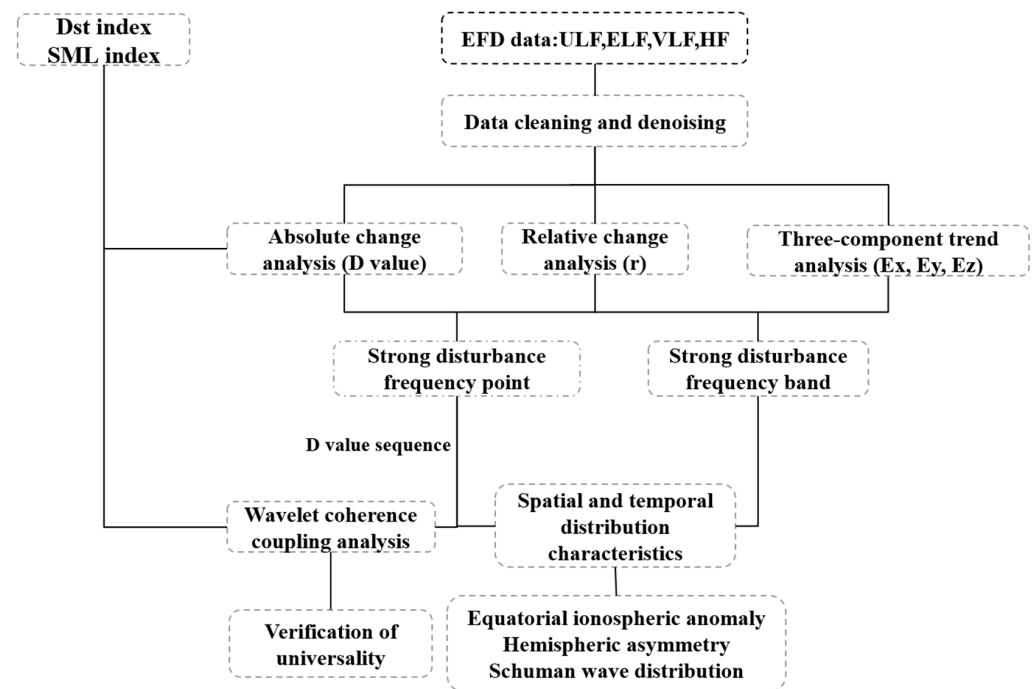 Dst index
SML index
EFD data:ULF,ELF,VLF,HF
Data cleaning and denoising
Absolute change
analysis (D value)
Relative change
analysis (r)
Three-component trend
analysis (Ex, Ey, Ez)
Strong disturbance
frequency point
Strong disturbance
frequency band
D value sequence
Wavelet coherence
coupling analysis
Spatial and temporal
distribution
characteristics
Verification of
universality
Equatorial ionospheric anomaly
Hemispheric asymmetry
Schuman wave distribution